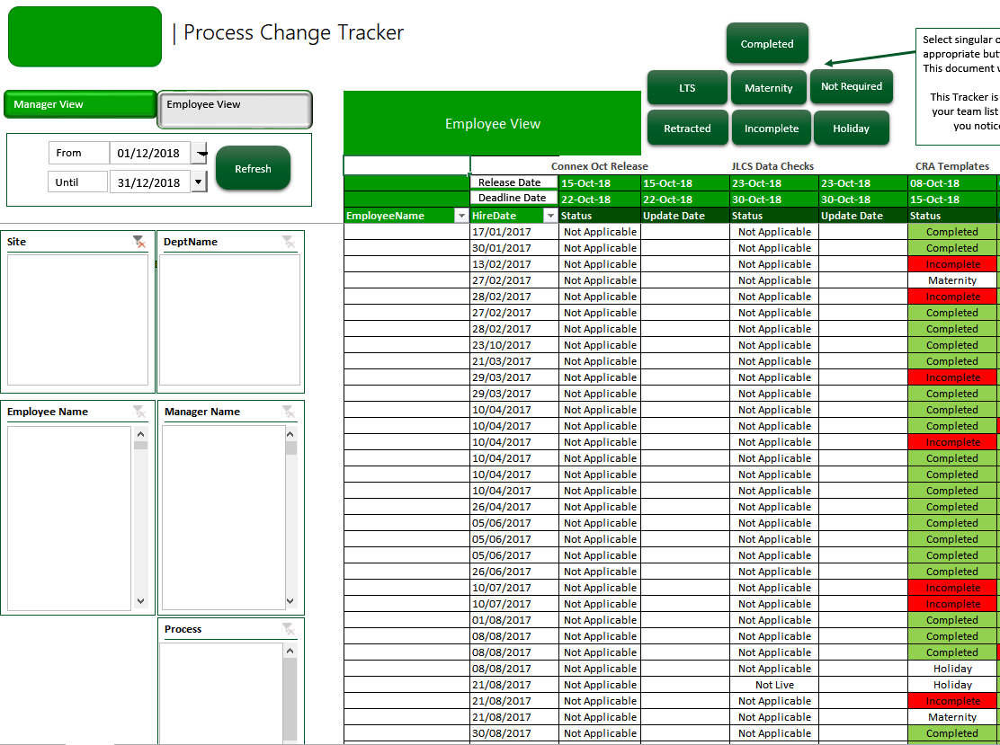 | Process Change Tracker
Completed
LTS Maternity Not Required
Retracted Incomplete Holiday
Select singular o
appropriate but
This document w
This Tracker is
your team list
you notice
Manager View
Employee View
From 01/12/2018
Until 31/12/2018
Refresh
Site
DeptName
Employee Name
Manager Name
Process
Employee View
Connex Oct Release JLCS Data Checks CRA Templates
Release Date 15-Oct-18 15-Oct-18 23-Oct-18 23-Oct-18 08-Oct-18
Deadline Date 22-Oct-18 22-Oct-18 30-Oct-18 30-Oct-18 15-Oct-18
EmployeeName HireDate Status Update Date Status Update Date Status
17/01/2017 Not Applicable Not Applicable Completed
30/01/2017 Not Applicable Not Applicable Completed
13/02/2017 Not Applicable Not Applicable Incomplete
27/02/2017 Not Applicable Not Applicable Maternity
28/02/2017 Not Applicable Not Applicable Incomplete
27/02/2017 Not Applicable Not Applicable Completed
28/02/2017 Not Applicable Not Applicable Completed
23/10/2017 Not Applicable Not Applicable Completed
21/03/2017 Not Applicable Not Applicable Completed
29/03/2017 Not Applicable Not Applicable Incomplete
29/03/2017 Not Applicable Not Applicable Completed
10/04/2017 Not Applicable Not Applicable Completed
10/04/2017 Not Applicable Not Applicable Completed
10/04/2017 Not Applicable Not Applicable Incomplete
10/04/2017 Not Applicable Not Applicable Completed
10/04/2017 Not Applicable Not Applicable Completed
10/04/2017 Not Applicable Not Applicable Completed
26/04/2017 Not Applicable Not Applicable Completed
05/06/2017 Not Applicable Not Applicable Completed
05/06/2017 Not Applicable Not Applicable Completed
05/06/2017 Not Applicable Not Applicable Completed
26/06/2017 Not Applicable Not Applicable Completed
10/07/2017 Not Applicable Not Applicable Incomplete
10/07/2017 Not Applicable Not Applicable Incomplete
01/08/2017 Not Applicable Not Applicable Completed
08/08/2017 Not Applicable Not Applicable Completed
08/08/2017 Not Applicable Not Applicable Completed
08/08/2017 Not Applicable Not Applicable Holiday
21/08/2017 Not Applicable Not Live Holiday
21/08/2017 Not Applicable Not Applicable Incomplete
21/08/2017 Not Applicable Not Applicable Maternity
30/08/2017 Not Applicable Not Applicable Completed